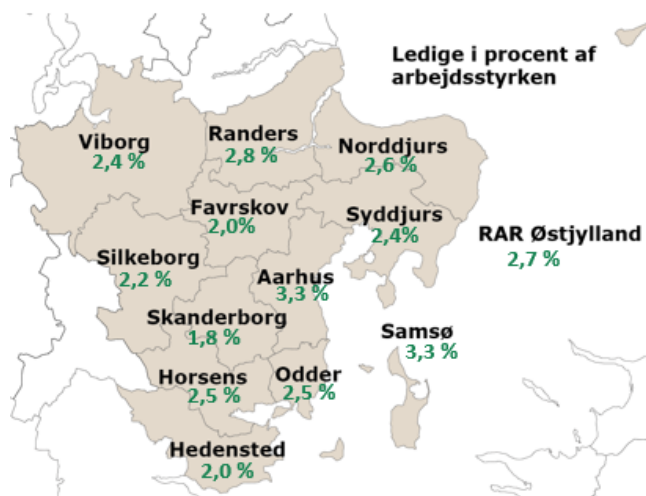 Ledige i procent af
arbejdsstyrken
Viborg
2,4 %
Randers
2,8 %
Norddjurs
2,6 %
Favrskov
2,0%
Syddjurs
2,4%
RAR Østjylland
2,7 %
Silkeborg
2,2 %
Aarhus
3,3 %
Skanderborg
1,8 %
Samsø
3,3 %
Horsens
2,5 %
Odder
2,5 %
Hedensted
2,0 %